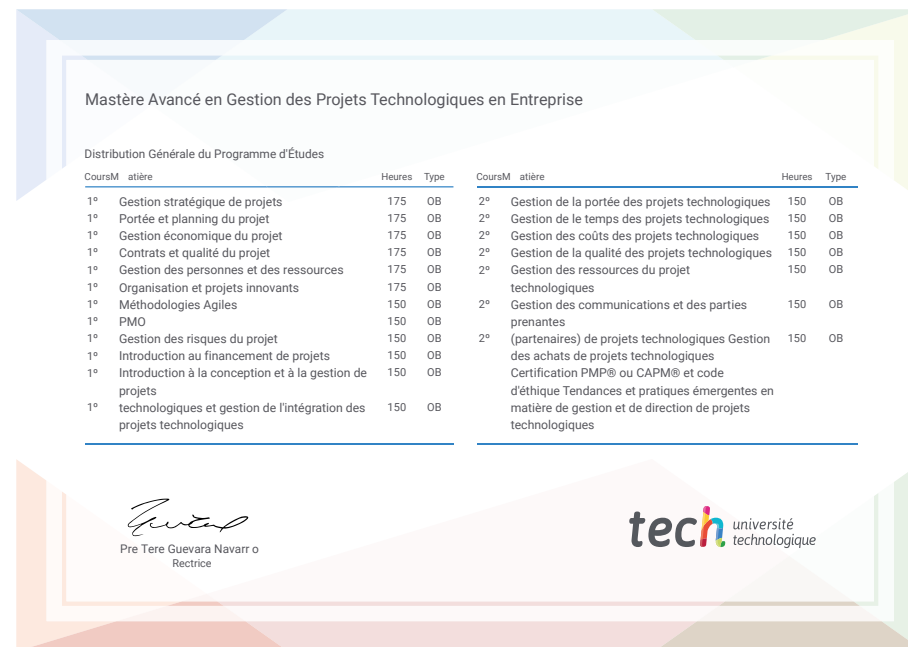 Mastère Avancé en Gestion des Projets Technologiques en Entreprise
Distribution Générale du Programme d'Études
CoursM atière Heures Type
1º Gestion stratégique de projets 175 OB
1º Portée et planning du projet 175 OB
1º Gestion économique du projet 175 OB
1º Contrats et qualité du projet 175 OB
1º Gestion des personnes et des ressources 175 OB
1º Organisation et projets innovants 175 OB
1º Méthodologies Agiles 150 OB
1º PMO 150 OB
1º Gestion des risques du projet 150 OB
1º Introduction au financement de projets 150 OB
1º Introduction à la conception et à la gestion de 150 OB
projets
1º technologiques et gestion de l'intégration des 150 OB
projets technologiques
CoursM atière Heures Type
2º Gestion de la portée des projets technologiques 150 OB
2º Gestion de le temps des projets technologiques 150 OB
2º Gestion des coûts des projets technologiques 150 OB
2º Gestion de la qualité des projets technologiques 150 OB
2º Gestion des ressources du projet 150 OB
technologiques
2º Gestion des communications et des parties 150 OB
prenantes
2º (partenaires) de projets technologiques Gestion 150 OB
des achats de projets technologiques
Certification PMP® ou CAPM® et code
d'éthique Tendances et pratiques émergentes en
matière de gestion et de direction de projets
technologiques
Pre Tere Guevara Navarr o
Rectrice
tech université
technologique